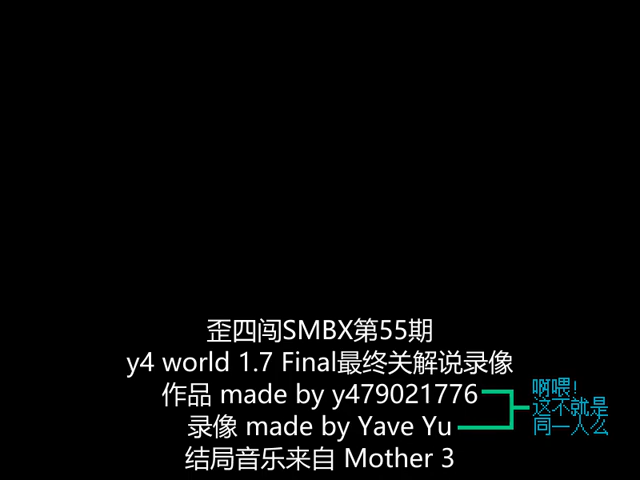 歪四闯SMBX第55期
y4 world 1.7 Final最终关解说录像
作品 made by y479021776
录像 made by Yave Yu
结局音乐来自 Mother 3
啊喂!
这不就是
同一人么